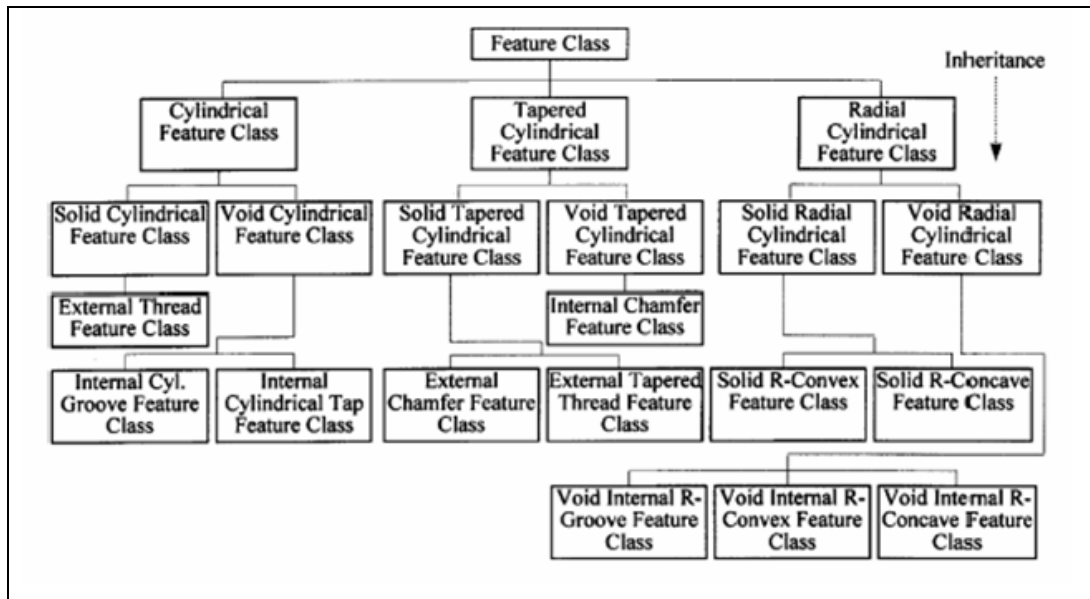 Feature Class
Inheritance
Cylindrical
Feature Class
Tapered
Cylindrical
Feature Class
Radial
Cylindrical
Feature Class
Solid Cylindrical
Feature Class
Void Cylindrical
Feature Class
Solid Tapered
Cylindrical
Feature Class
Void Tapered
Cylindrical
Feature Class
Solid Radial
Cylindrical
Feature Class
Void Radial
Cylindrical
Feature Class
External Thread
Feature Class
Internal Chamfer
Feature Class
Internal Cyl.
Groove Feature
Class
Internal
Cylindrical Tap
Feature Class
External
Chamfer Feature
Class
External Tapered
Thread Feature
Class
Solid R-Convex
Feature Class
Solid R-Concave
Feature Class
Void Internal R-
Groove Feature
Class
Void Internal R-
Convex Feature
Class
Void Internal R-
Concave Feature
Class